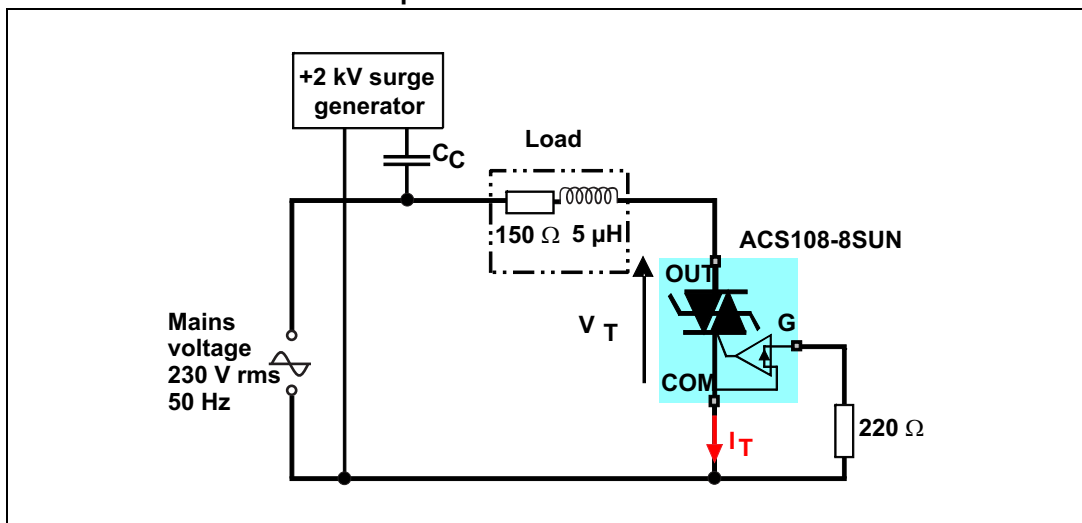 +2 kV surge
generator
Load
CC
150 Ω 5 µH
ACS108-8SUN
OUT
G
VT
Mains
voltage
230 V rms
50 Hz
COM
220 Ω
IT